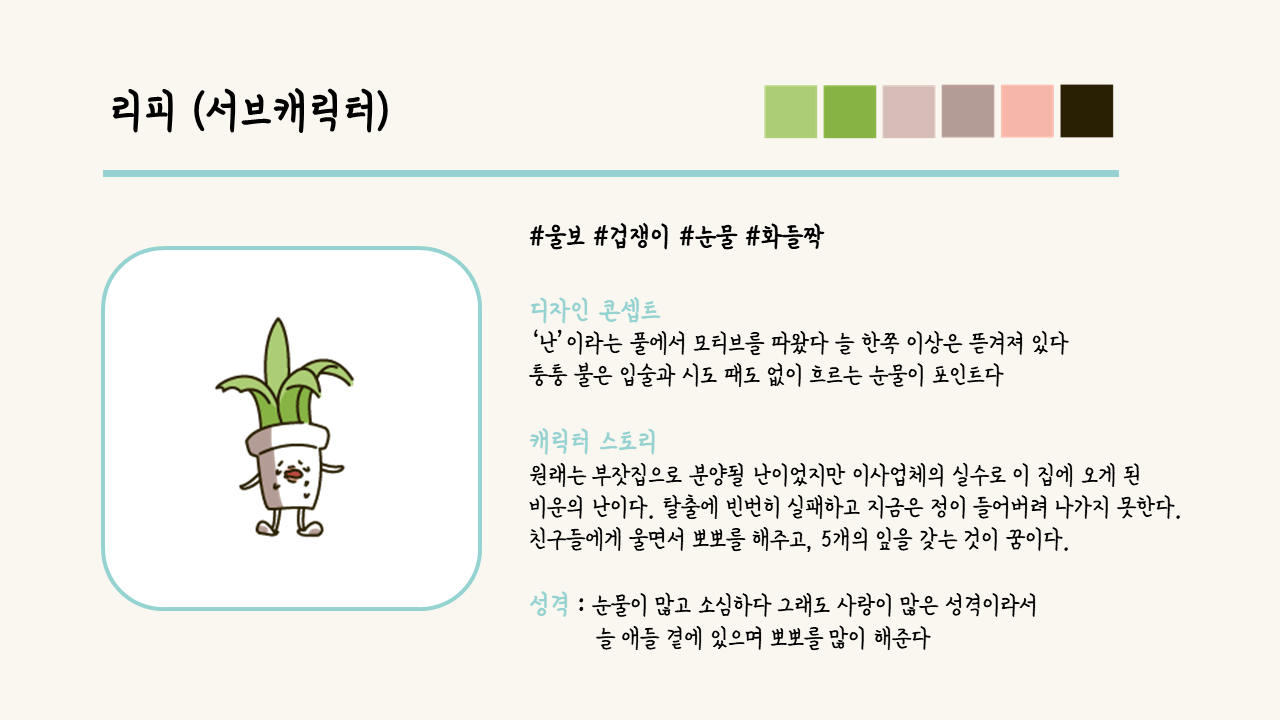 리피 (서브캐릭터)
#울보 #겁쟁이 #눈물 #화들짝
디자인 콘셉트
‘난’이라는 풀에서 모티브를 따왔다 늘 한쪽 이상은 뜯겨져 있다
퉁퉁 불은 입술과 시도 때도 없이 흐르는 눈물이 포인트다
캐릭터 스토리
원래는 부잣집으로 분양될 난이었지만 이사업체의 실수로 이 집에 오게 된
비운의 난이다. 탈출에 빈번히 실패하고 지금은 정이 들어버려 나가지 못한다.
친구들에게 울면서 뽀뽀를 해주고, 5개의 잎을 갖는 것이 꿈이다.
성격 : 눈물이 많고 소심하다 그래도 사랑이 많은 성격이라서
늘 애들 곁에 있으며 뽀뽀를 많이 해준다